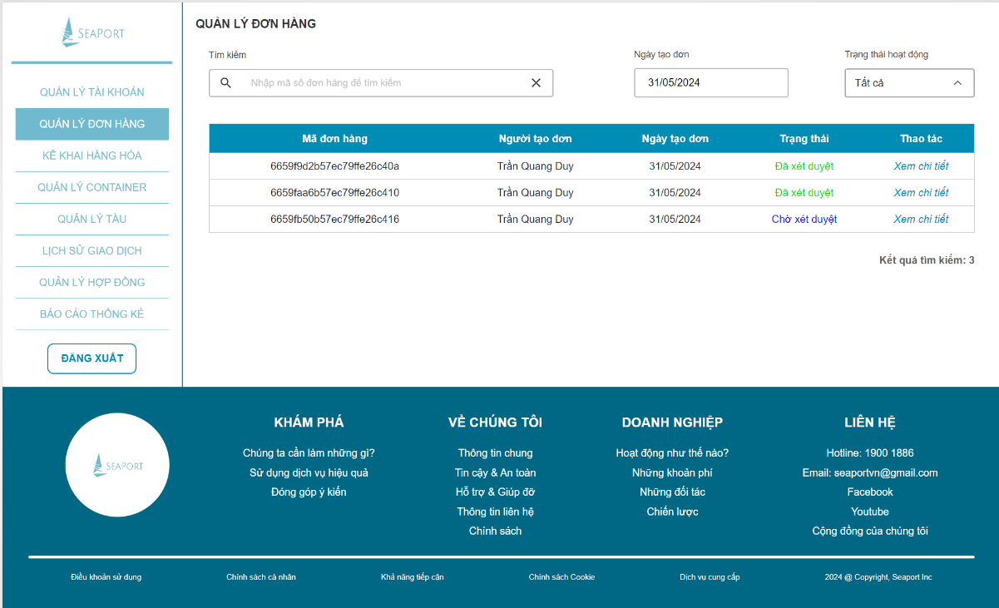 SEAPORT
QUẢN LÝ TÀI KHOẢN
QUẢN LÝ ĐƠN HÀNG
KÊ KHAI HÀNG HÓA
QUẢN LÝ CONTAINER
QUẢN LÝ TÀU
LỊCH SỬ GIAO DỊCH
QUẢN LÝ HỢP ĐỒNG
BÁO CÁO THỐNG KÊ
ĐĂNG XUẤT
QUẢN LÝ ĐƠN HÀNG
Tìm kiếm
Nhập mã số đơn hàng để tìm kiếm
Ngày tạo đơn
31/05/2024
Trạng thái hoạt động
Tất cả
Mã đơn hàng Người tạo đơn Ngày tạo đơn Trạng thái Thao tác
6659f9d2b57ec79ffe26c40a Trần Quang Duy 31/05/2024 Đã xét duyệt Xem chi tiết
6659faa6b57ec79ffe26c410 Trần Quang Duy 31/05/2024 Đã xét duyệt Xem chi tiết
6659fb50b57ec79ffe26c416 Trần Quang Duy 31/05/2024 Chờ xét duyệt Xem chi tiết
Kết quả tìm kiếm: 3
SEAPORT
KHÁM PHÁ
Chúng ta cần làm những gì?
Sử dụng dịch vụ hiệu quả
Đóng góp ý kiến
VỀ CHÚNG TÔI
Thông tin chung
Tin cậy & An toàn
Hỗ trợ & Giúp đỡ
Thông tin liên hệ
Chính sách
DOANH NGHIỆP
Hoạt động như thế nào?
Những khoản phí
Những đối tác
Chiến lược
LIÊN HỆ
Hotline: 1900 1886
Email: seaportvn@gmail.com
Facebook
Youtube
Cộng đồng của chúng tôi
Điều khoản sử dụng Chính sách cá nhân Khả năng tiếp cận Chính sách Cookie Dịch vụ cung cấp 2024 @ Copyright, Seaport Inc